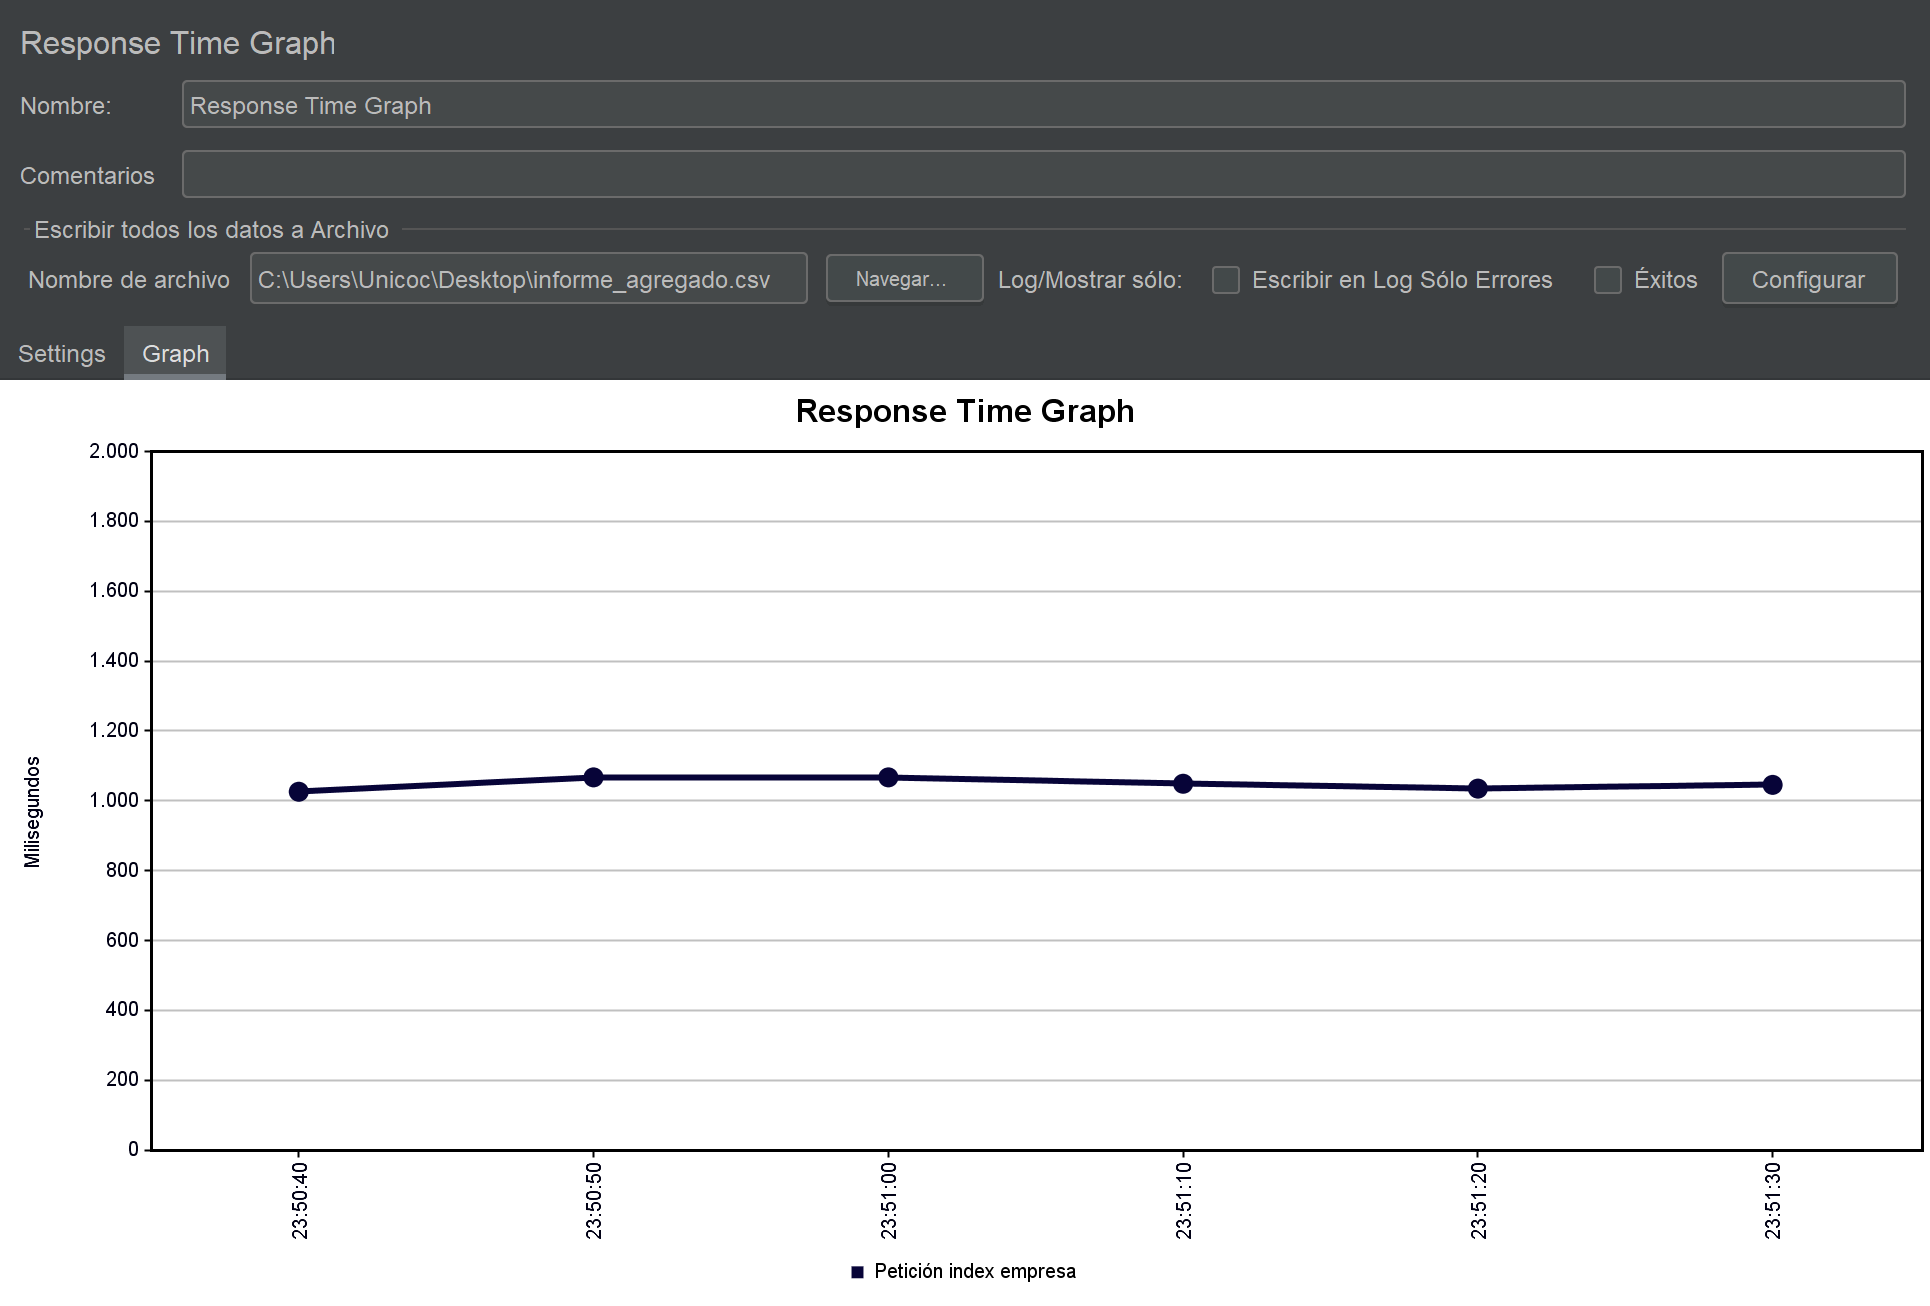 Response Time Graph
Nombre: Response Time Graph
Comentarios
Escribir todos los datos a Archivo
Nombre de archivo C:\Users\Unicoc\Desktop\informe_agregado.csv Navegar... Log/Mostrar sólo: Escribir en Log Sólo Errores Éxitos Configurar
Settings Graph
Response Time Graph
2.000
1.800
1.600
1.400
1.200
1.000
800
600
400
200
0
Milisegundos
23:50:40 23:50:50 23:51:00 23:51:10 23:51:20 23:51:30
Petición index empresa